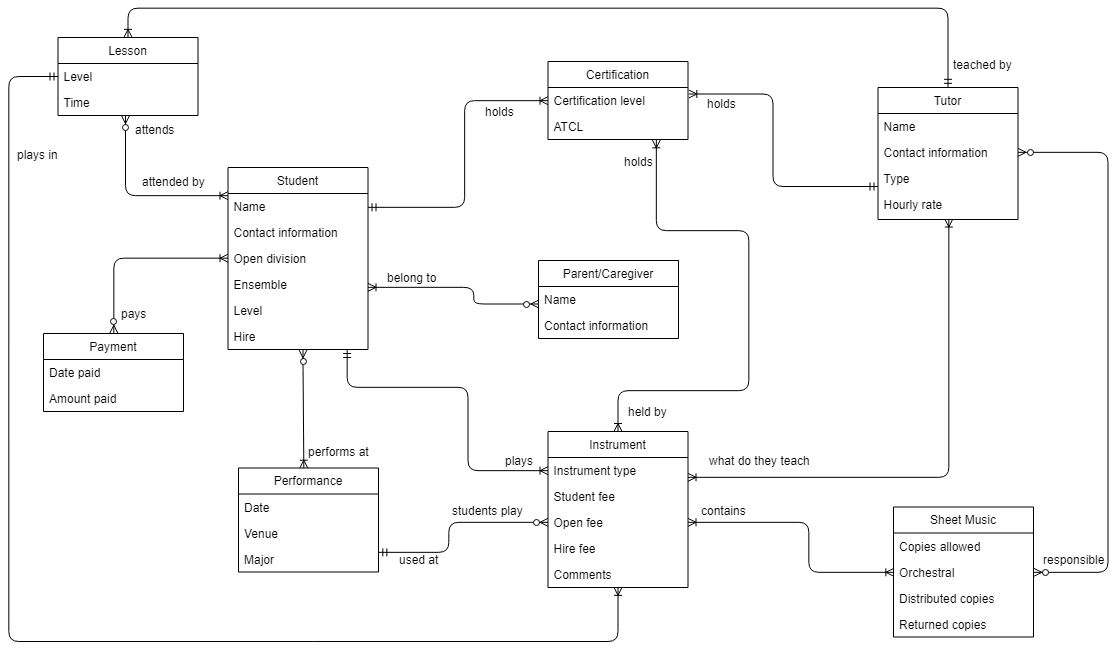 Lesson
Level
Time
attends
attended by
plays in
teached by
Certification
Certification level
ATCL
holds
holds
holds
Tutor
Name
Contact information
Type
Hourly rate
Student
Name
Contact information
Open division
Ensemble
Level
Hire
belong to
Parent/Caregiver
Name
Contact information
pays
Payment
Date paid
Amount paid
held by
performs at
Performance
Date
Venue
Major
plays
students play
used at
Instrument
Instrument type
Student fee
Open fee
Hire fee
Comments
what do they teach
contains
Sheet Music
Copies allowed
Orchestral
Distributed copies
Returned copies
responsible